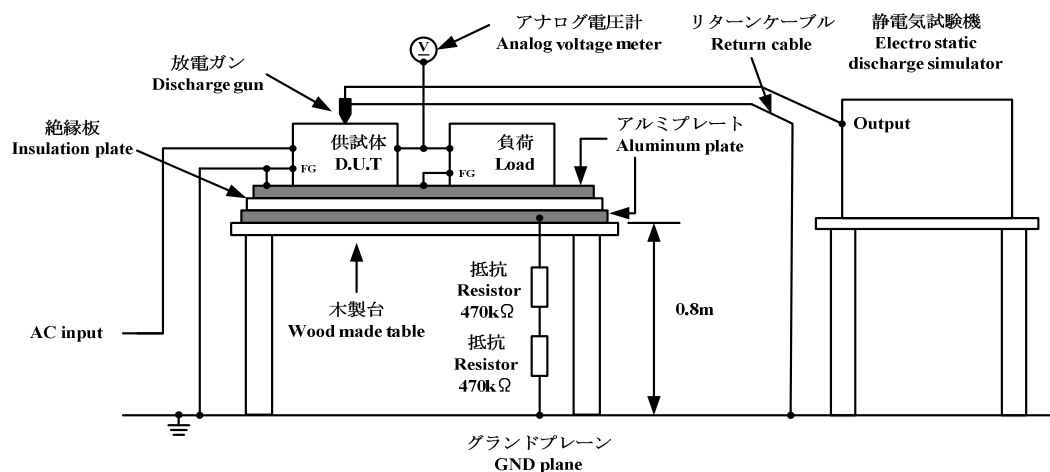 アナログ電圧計
Analog voltage meter
リターンケーブル
Return cable
静電気試験機
Electro static
discharge simulator
V
放電ガン
Discharge gun
絶縁板
Insulation plate
供試体
D.U.T
FG
負荷
Load
FG
アルミプレート
Aluminum plate
Output
抵抗
Resistor
470kΩ
抵抗
Resistor
470kΩ
0.8m
木製台
Wood made table
AC input
グランドプレーン
GND plane